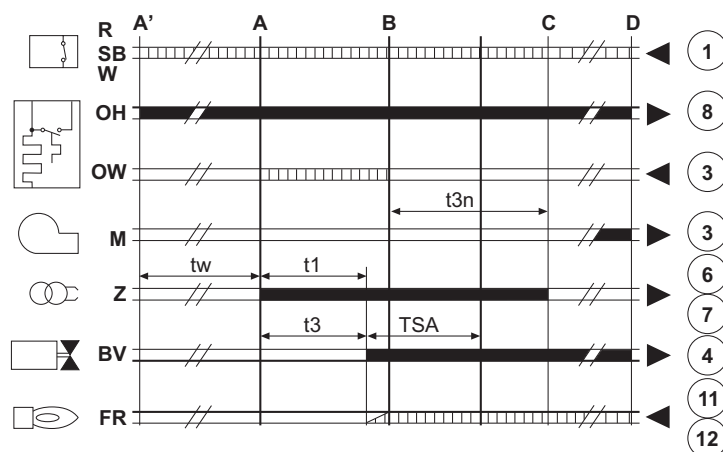 A' A B C D
R
SB 1
W
OH 8
OW 3
t3n
M 3
tw t1 6
Z 7
t3 TSA
BV 4
11
FR 12